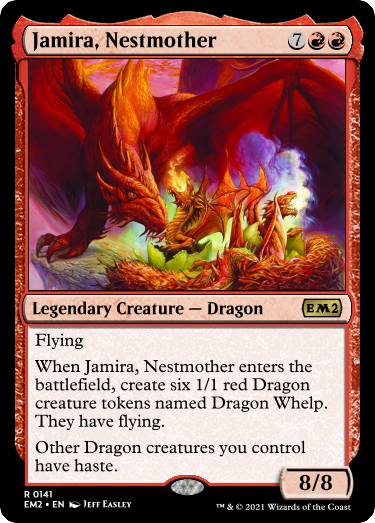 Jamira, Nestmother 7
Legendary Creature — Dragon EM2
Flying
When Jamira, Nestmother enters the
battlefield, create six 1/1 red Dragon
creature tokens named Dragon Whelp.
They have flying.
Other Dragon creatures you control
have haste.
8/8
R 0141
EM2 • EN Jeff Easley
™ & © 2021 Wizards of the Coast